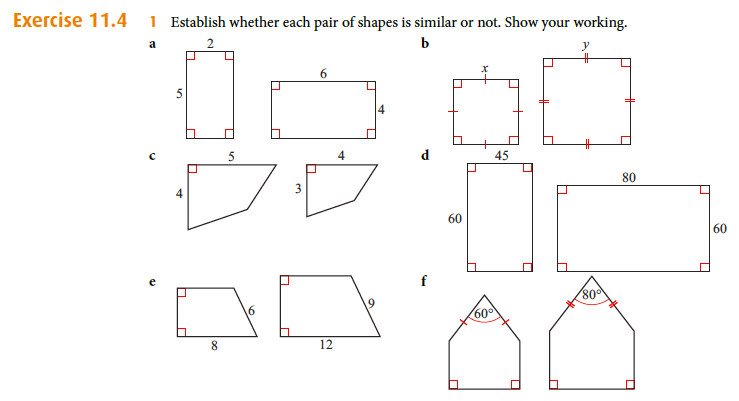 Exercise 11.4 1 Establish whether each pair of shapes is similar or not. Show your working.
a 2 5 6 4
b x y
c 5 4 4 3
d 45 60 80 60
e 6 8 9 12
f 60° 80°